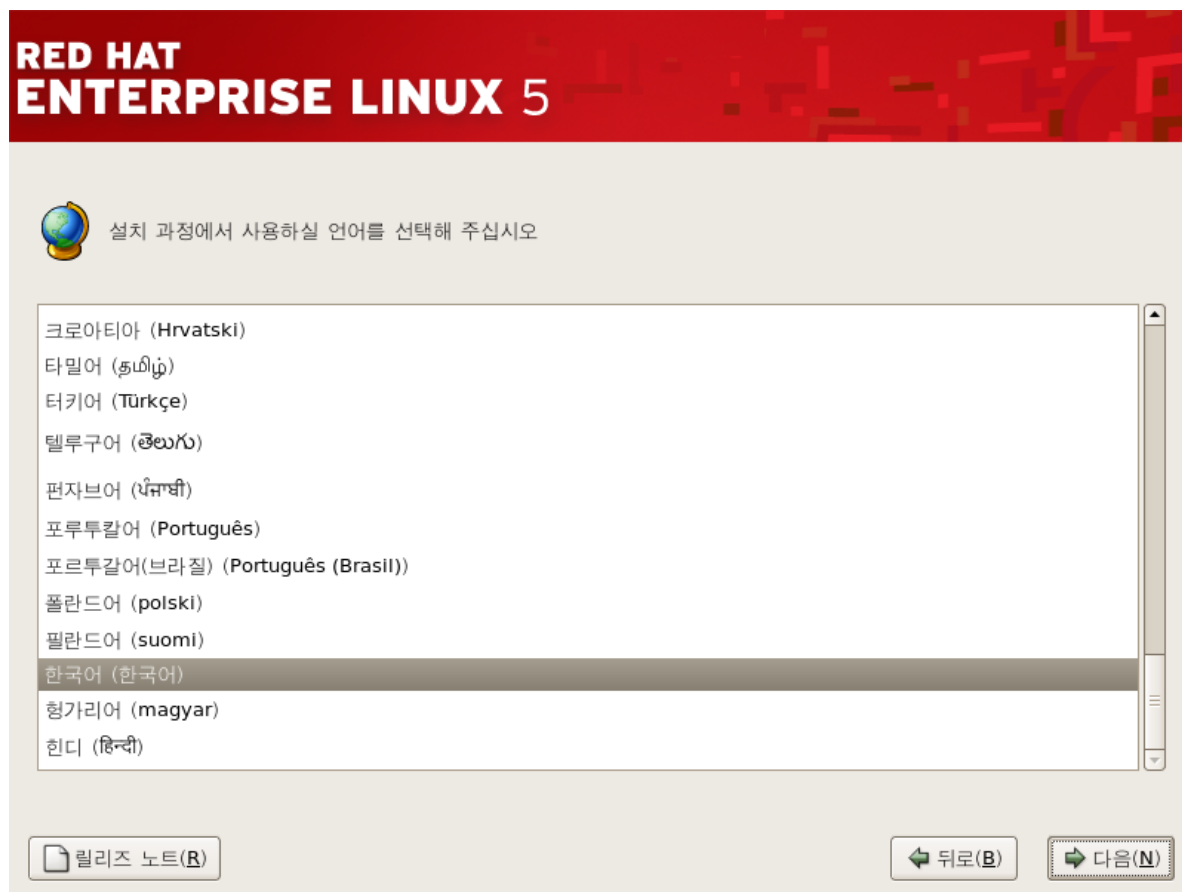 RED HAT
ENTERPRISE LINUX 5
설치 과정에서 사용하실 언어를 선택해 주십시오
크로아티아 (Hrvatski)
타밀어 (தமிழ்)
터키어 (Türkçe)
텔루구어 (తెలుగు)
펀자브어 (ਪੰਜਾਬੀ)
포루투칼어 (Português)
포르투갈어(브라질) (Português (Brasil))
폴란드어 (polski)
필란드어 (suomi)
한국어 (한국어)
헝가리어 (magyar)
힌디 (हिन्दी)
릴리즈 노트(R)
뒤로(B)
다음(N)